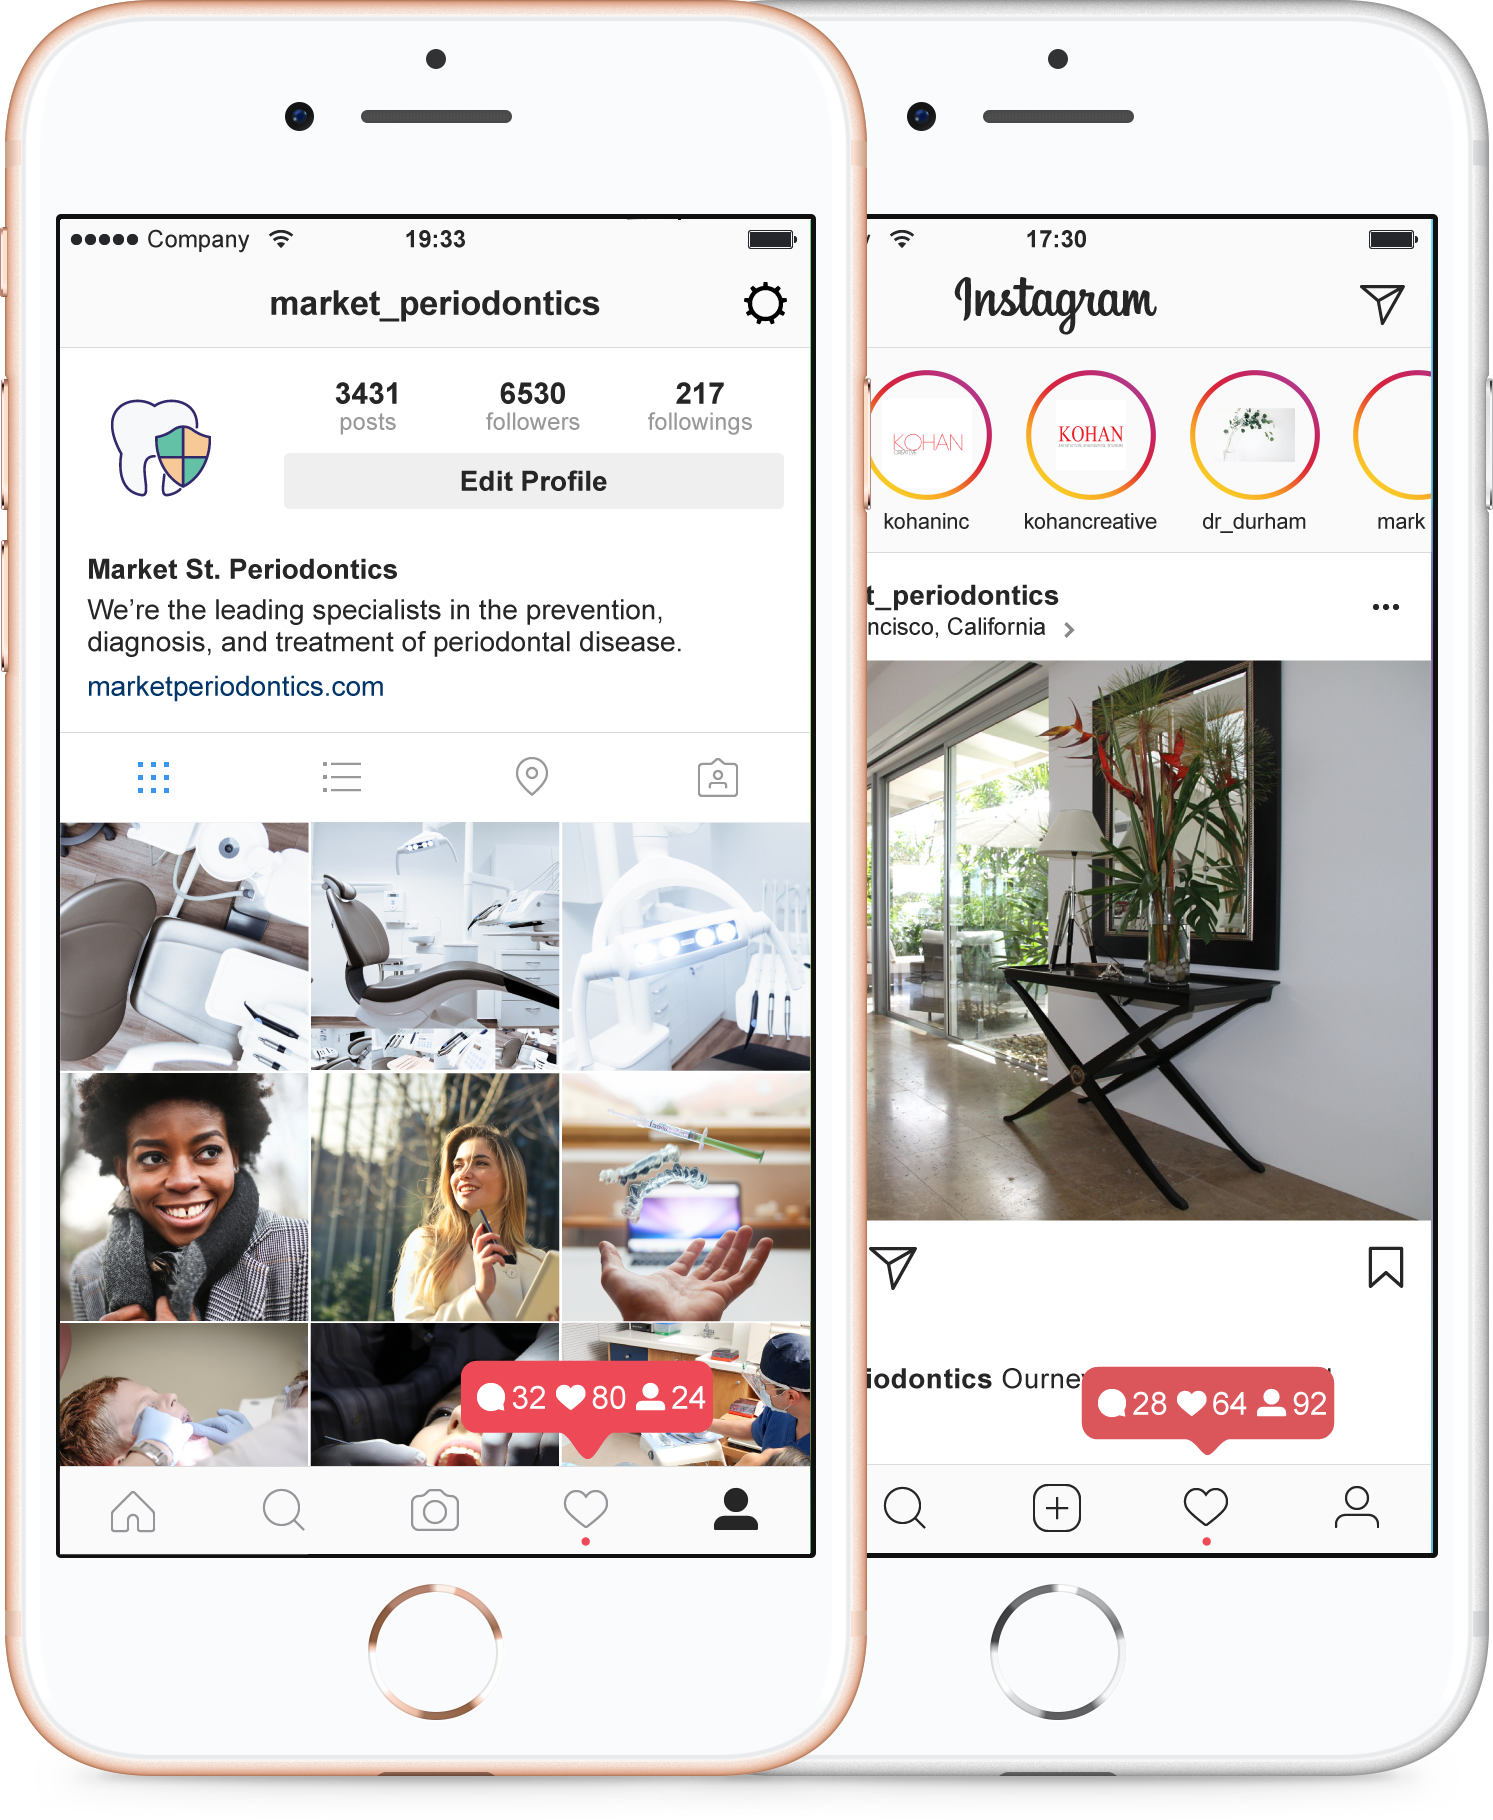 Company
19:33
market_periodontics
3431
posts
6530
followers
217
followings
Edit Profile
Market St. Periodontics
We’re the leading specialists in the prevention,
diagnosis, and treatment of periodontal disease.
marketperiodontics.com
32 80 24
17:30
Instagram
KOHAN
CREATIVE
KOHAN
kohaninc
kohancreative
dr_durham
mark
t_periodontics
ncisco, California
iodontics Ourne
28 64 92